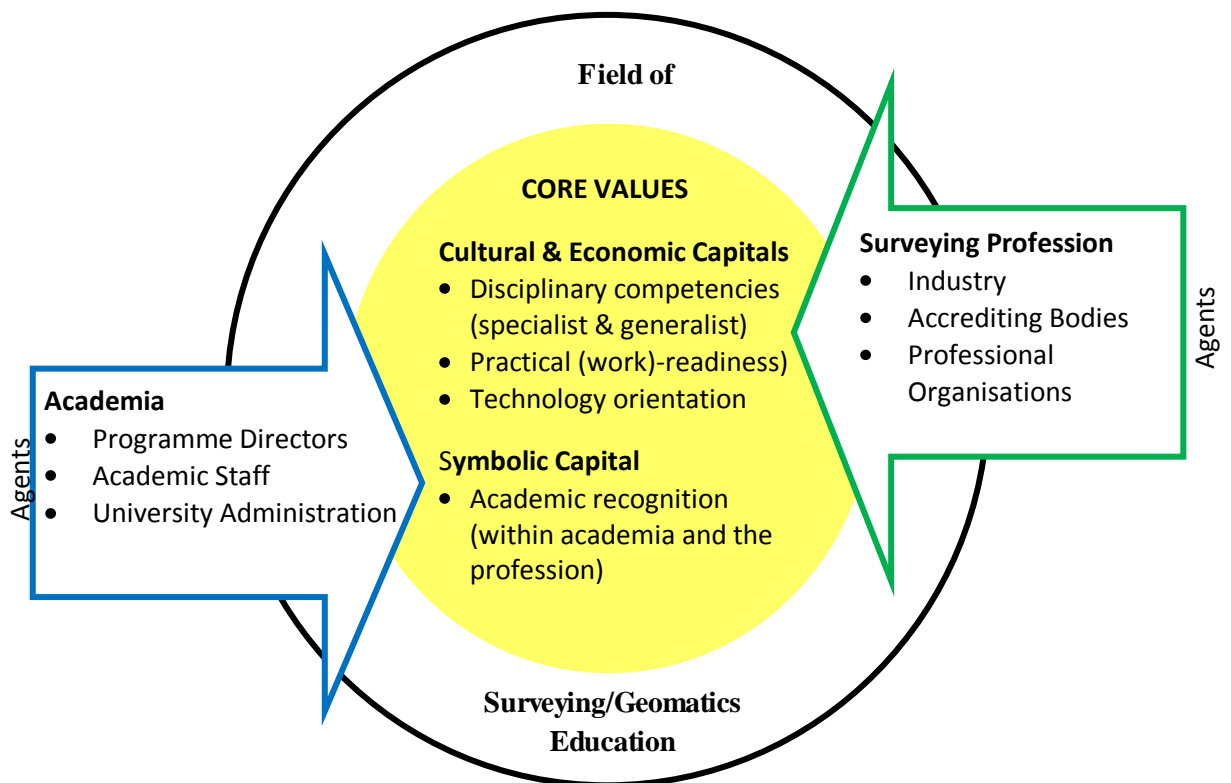 Field of
CORE VALUES
Cultural & Economic Capitals
• Disciplinary competencies
(specialist & generalist)
• Practical (work)-readiness)
• Technology orientation
Symbolic Capital
• Academic recognition
(within academia and the
profession)
Surveying Profession
• Industry
• Accrediting Bodies
• Professional
Organisations
Agents
Academia
• Programme Directors
• Academic Staff
• University Administration
Agents
Surveying/Geomatics
Education